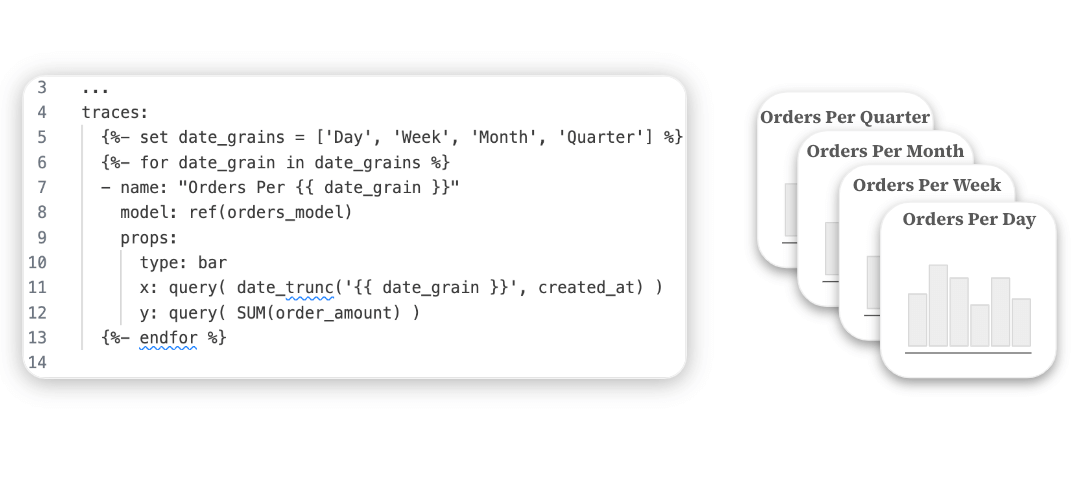 3 ...
4 traces:
5 {%- set date_grains = ['Day', 'Week', 'Month', 'Quarter'] %}
6 {%- for date_grain in date_grains %}
7 - name: "Orders Per {{ date_grain }}"
8 model: ref(orders_model)
9 props:
10 type: bar
11 x: query( date_trunc('{{ date_grain }}', created_at) )
12 y: query( SUM(order_amount) )
13 {%- endfor %}
14
Orders Per Quarter
Orders Per Month
Orders Per Week
Orders Per Day